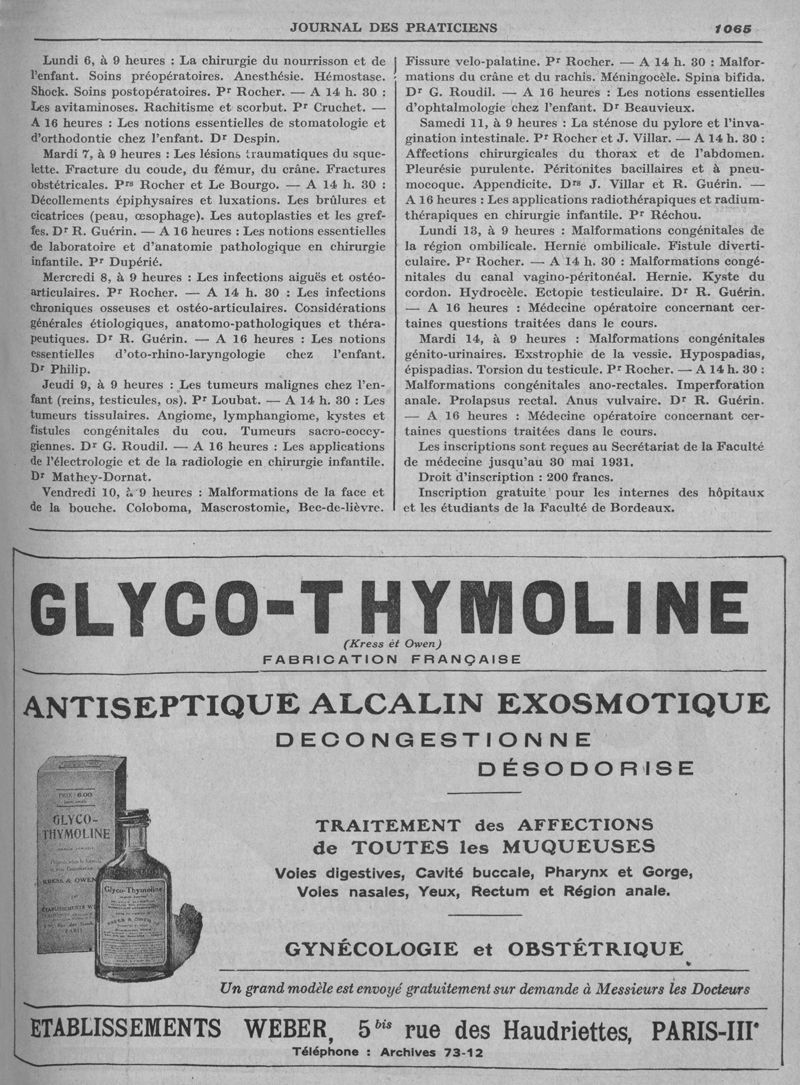 JOURNAL DES PRATICIENS 1065
Lundi 6, à 9 heures : La chirurgie du nourrisson et de
l'enfant. Soins préopératoires. Anesthésie. Hémostase.
Shock. Soins postopératoires. Pr Rocher. — A 14 h. 30 :
Les avitaminoses. Rachitisme et scorbut. Pr Cruchet. —
A 16 heures : Les notions essentielles de stomatologie et
d'orthodontie chez l'enfant. Dr Despin.
Mardi 7, à 9 heures : Les lésions traumatiques du sque-
lette. Fracture du coude, du fémur, du crâne. Fractures
obstétricales. Prs Rocher et Le Bourgo. — A 14 h. 30 :
Décollements épiphysaires et luxations. Les brûlures et
cicatrices (peau, œsophage). Les autoplasties et les gref-
fes. Dr R. Guérin. — A 16 heures : Les notions essentielles
de laboratoire et d'anatomie pathologique en chirurgie
infantile. Pr Dupérié.
Mercredi 8, à 9 heures : Les infections aiguës et ostéo-
articulaires. Pr Rocher. — A 14 h. 30 : Les infections
chroniques osseuses et ostéo-articulaires. Considérations
générales étiologiques, anatomo-pathologiques et théra-
peutiques. Dr R. Guérin. — A 16 heures : Les notions
essentielles d'oto-rhino-laryngologie chez l'enfant.
Dr Philip.
Jeudi 9, à 9 heures : Les tumeurs malignes chez l'en-
fant (reins, testicules, os). Pr Loubat. — A 14 h. 30 : Les
tumeurs tissulaires. Angiome, lymphangiome, kystes et
fistules congénitales du cou. Tumeurs sacro-coccy-
giennes. Dr G. Roudil. — A 16 heures : Les applications
de l'électrologie et de la radiologie en chirurgie infantile.
Dr Mathey-Dornat.
Vendredi 10, à 9 heures : Malformations de la face et
de la bouche. Coloboma, Mascrostomie, Bec-de-lièvre.
Fissure velo-palatine. Pr Rocher. — A 14 h. 30 : Malfor-
mations du crâne et du rachis. Méningocèle. Spina bifida.
Dr G. Roudil. — A 16 heures : Les notions essentielles
d'ophtalmologie chez l'enfant. Dr Beauvieux.
Samedi 11, à 9 heures : La sténose du pylore et l'inva-
gination intestinale. Pr Rocher et J. Villar. — A 14 h. 30 :
Affections chirurgicales du thorax et de l'abdomen.
Pleurésie purulente. Péritonites bacillaires et à pneu-
mocoque. Appendicite. Drs J. Villar et R. Guérin. —
A 16 heures : Les applications radiothérapiques et radium-
thérapiques en chirurgie infantile. Pr Réchou.
Lundi 13, à 9 heures : Malformations congénitales de
la région ombilicale. Hernie ombilicale. Fistule diverti-
culaire. Pr Rocher. — A 14 h. 30 : Malformations congé-
nitales du canal vagino-péritonéal. Hernie. Kyste du
cordon. Hydrocèle. Ectopie testiculaire. Dr R. Guérin.
— A 16 heures : Médecine opératoire concernant cer-
taines questions traitées dans le cours.
Mardi 14, à 9 heures : Malformations congénitales
génito-urinaires. Exstrophie de la vessie. Hypospadias,
épispadias. Torsion du testicule. Pr Rocher. — A 14 h. 30 :
Malformations congénitales ano-rectales. Imperforation
anale. Prolapsus rectal. Anus vulvaire. Dr R. Guérin.
— A 16 heures : Médecine opératoire concernant cer-
taines questions traitées dans le cours.
Les inscriptions sont reçues au Secrétariat de la Faculté
de médecine jusqu'au 30 mai 1931.
Droit d'inscription : 200 francs.
Inscription gratuite pour les internes des hôpitaux
et les étudiants de la Faculté de Bordeaux.
GLYCO-THYMOLINE
(Kress èt Owen)
FABRICATION FRANÇAISE
ANTISEPTIQUE ALCALIN EXOSMOTIQUE
DECONGESTIONNE
DÉSODORISE
PRIX 6.00
GLYCO-
THYMOLINE
KRESS & OWEN
Glyco-Thymoline
TRAITEMENT des AFFECTIONS
de TOUTES les MUQUEUSES
Voies digestives, Cavité buccale, Pharynx et Gorge,
Voies nasales, Yeux, Rectum et Région anale.
GYNÉCOLOGIE et OBSTÉTRIQUE
Un grand modèle est envoyé gratuitement sur demande à Messieurs les Docteurs
ETABLISSEMENTS WEBER, 5bis rue des Haudriettes, PARIS-IIIe
Téléphone : Archives 73-12